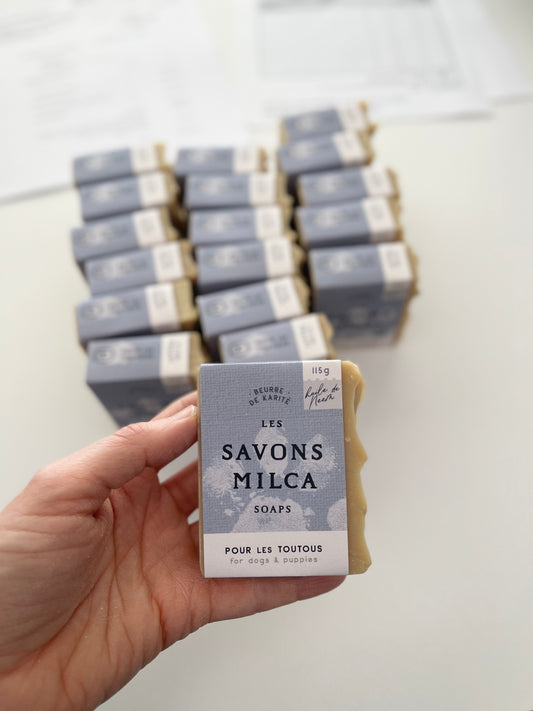 115g
huile de
Neem
BEURRE
DE KARITÉ
LES
SAVONS
MILCA
SOAPS
POUR LES TOUTOUS
for dogs & puppies